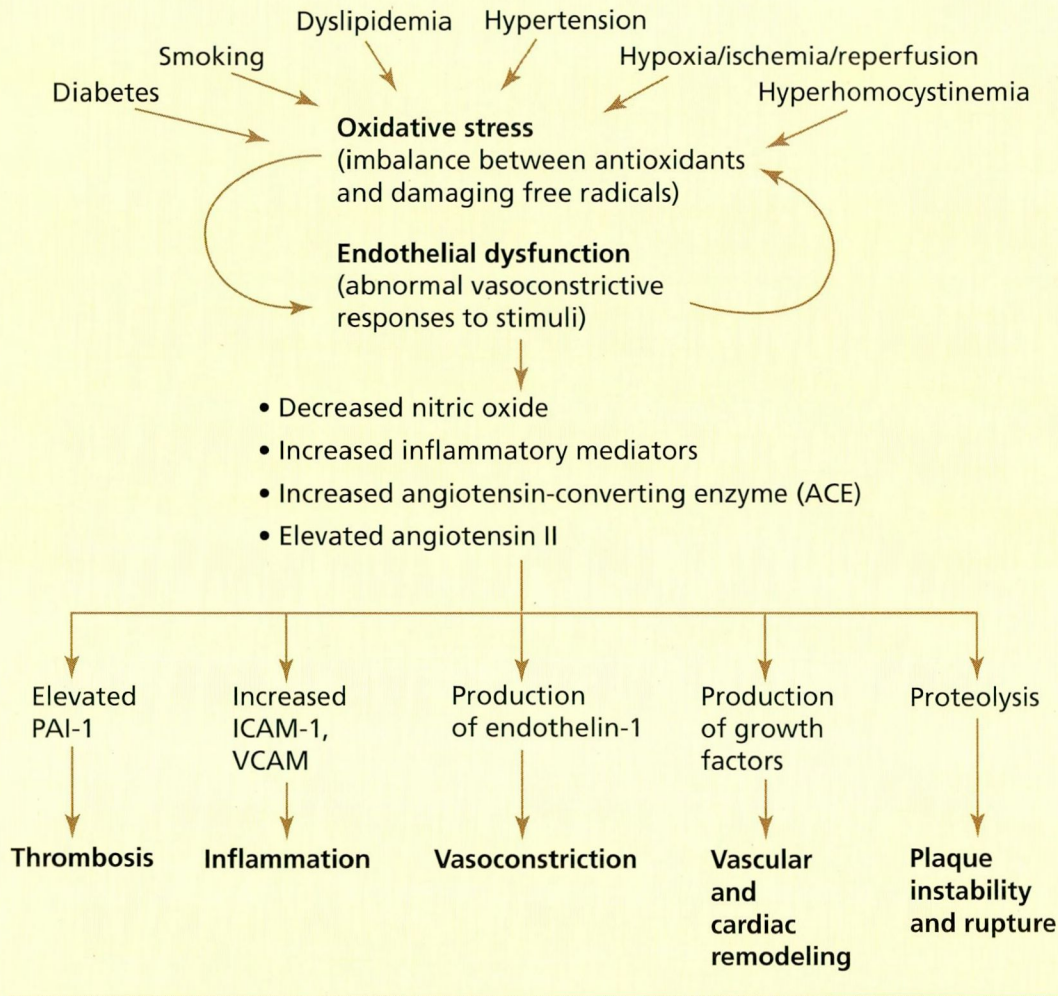 Dyslipidemia
Hypertension
Smoking
Hypoxia/ischemia/reperfusion
Diabetes
Hyperhomocystinemia
Oxidative stress
(imbalance between antioxidants
and damaging free radicals)
Endothelial dysfunction
(abnormal vasoconstrictive
responses to stimuli)
• Decreased nitric oxide
• Increased inflammatory mediators
• Increased angiotensin-converting enzyme (ACE)
• Elevated angiotensin II
Elevated
PAI-1
Increased
ICAM-1,
VCAM
Production
of endothelin-1
Production
of growth
factors
Proteolysis
Thrombosis
Inflammation
Vasoconstriction
Vascular
and
cardiac
remodeling
Plaque
instability
and rupture